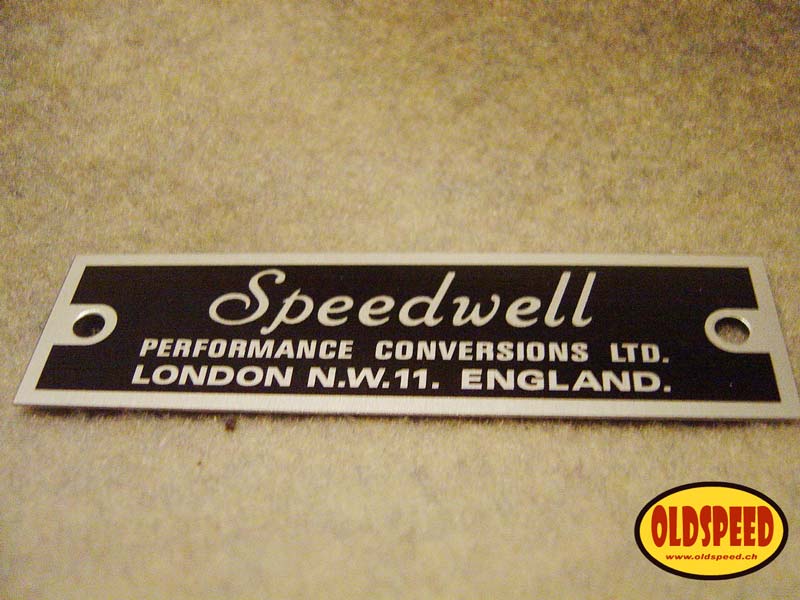 Speedwell
PERFORMANCE CONVERSIONS LTD.
LONDON N.W.11. ENGLAND.
OLDSPEED
www.oldspeed.ch